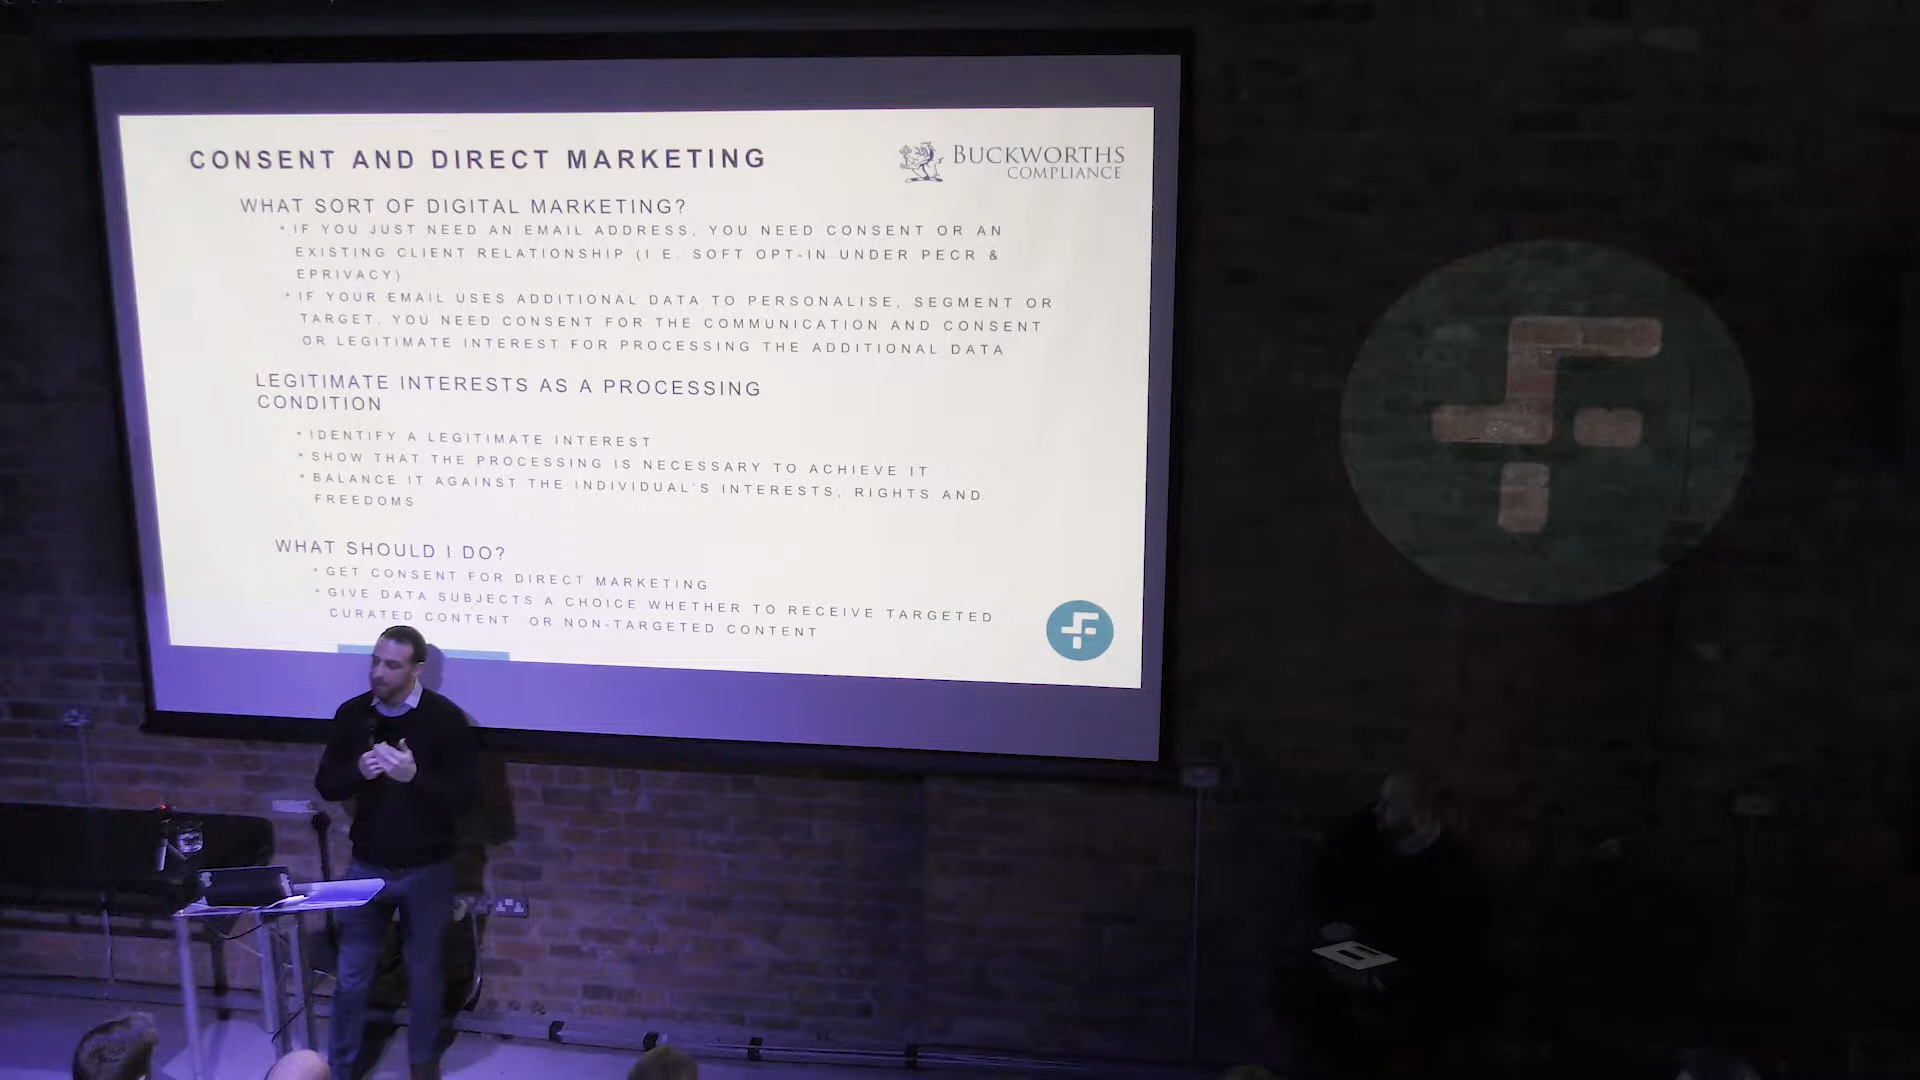 CONSENT AND DIRECT MARKETING
BUCKWORTHS
COMPLIANCE
WHAT SORT OF DIGITAL MARKETING?
• IF YOU JUST NEED AN EMAIL ADDRESS, YOU NEED CONSENT OR AN
EXISTING CLIENT RELATIONSHIP (I.E. SOFT OPT-IN UNDER PECR &
EPRIVACY)
• IF YOUR EMAIL USES ADDITIONAL DATA TO PERSONALISE, SEGMENT OR
TARGET, YOU NEED CONSENT FOR THE COMMUNICATION AND CONSENT
OR LEGITIMATE INTEREST FOR PROCESSING THE ADDITIONAL DATA
LEGITIMATE INTERESTS AS A PROCESSING
CONDITION
• IDENTIFY A LEGITIMATE INTEREST
• SHOW THAT THE PROCESSING IS NECESSARY TO ACHIEVE IT
• BALANCE IT AGAINST THE INDIVIDUAL'S INTERESTS, RIGHTS AND
FREEDOMS
WHAT SHOULD I DO?
• GET CONSENT FOR DIRECT MARKETING
• GIVE DATA SUBJECTS A CHOICE WHETHER TO RECEIVE TARGETED
CURATED CONTENT OR NON-TARGETED CONTENT